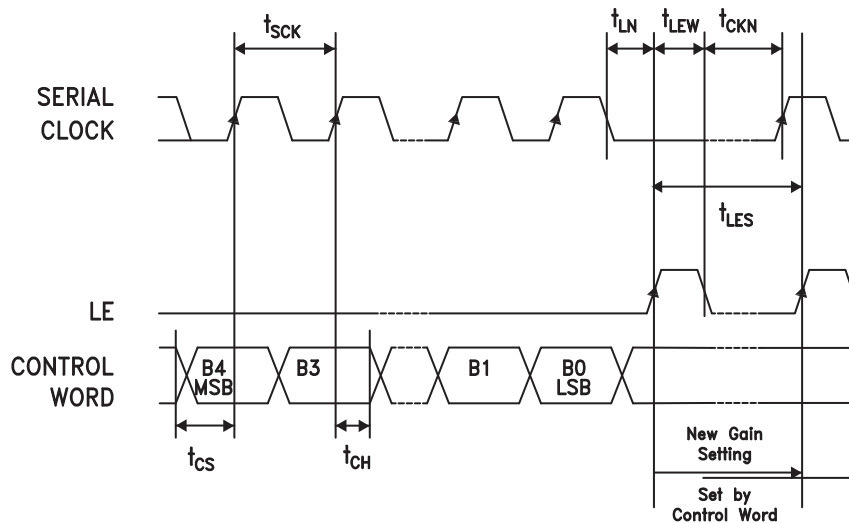 tSCK
tLN
tLEW
tCKN
SERIAL
CLOCK
tLES
LE
CONTROL
WORD
B4
MSB
B3
B1
B0
LSB
tCS
tCH
New Gain
Setting
Set by
Control Word